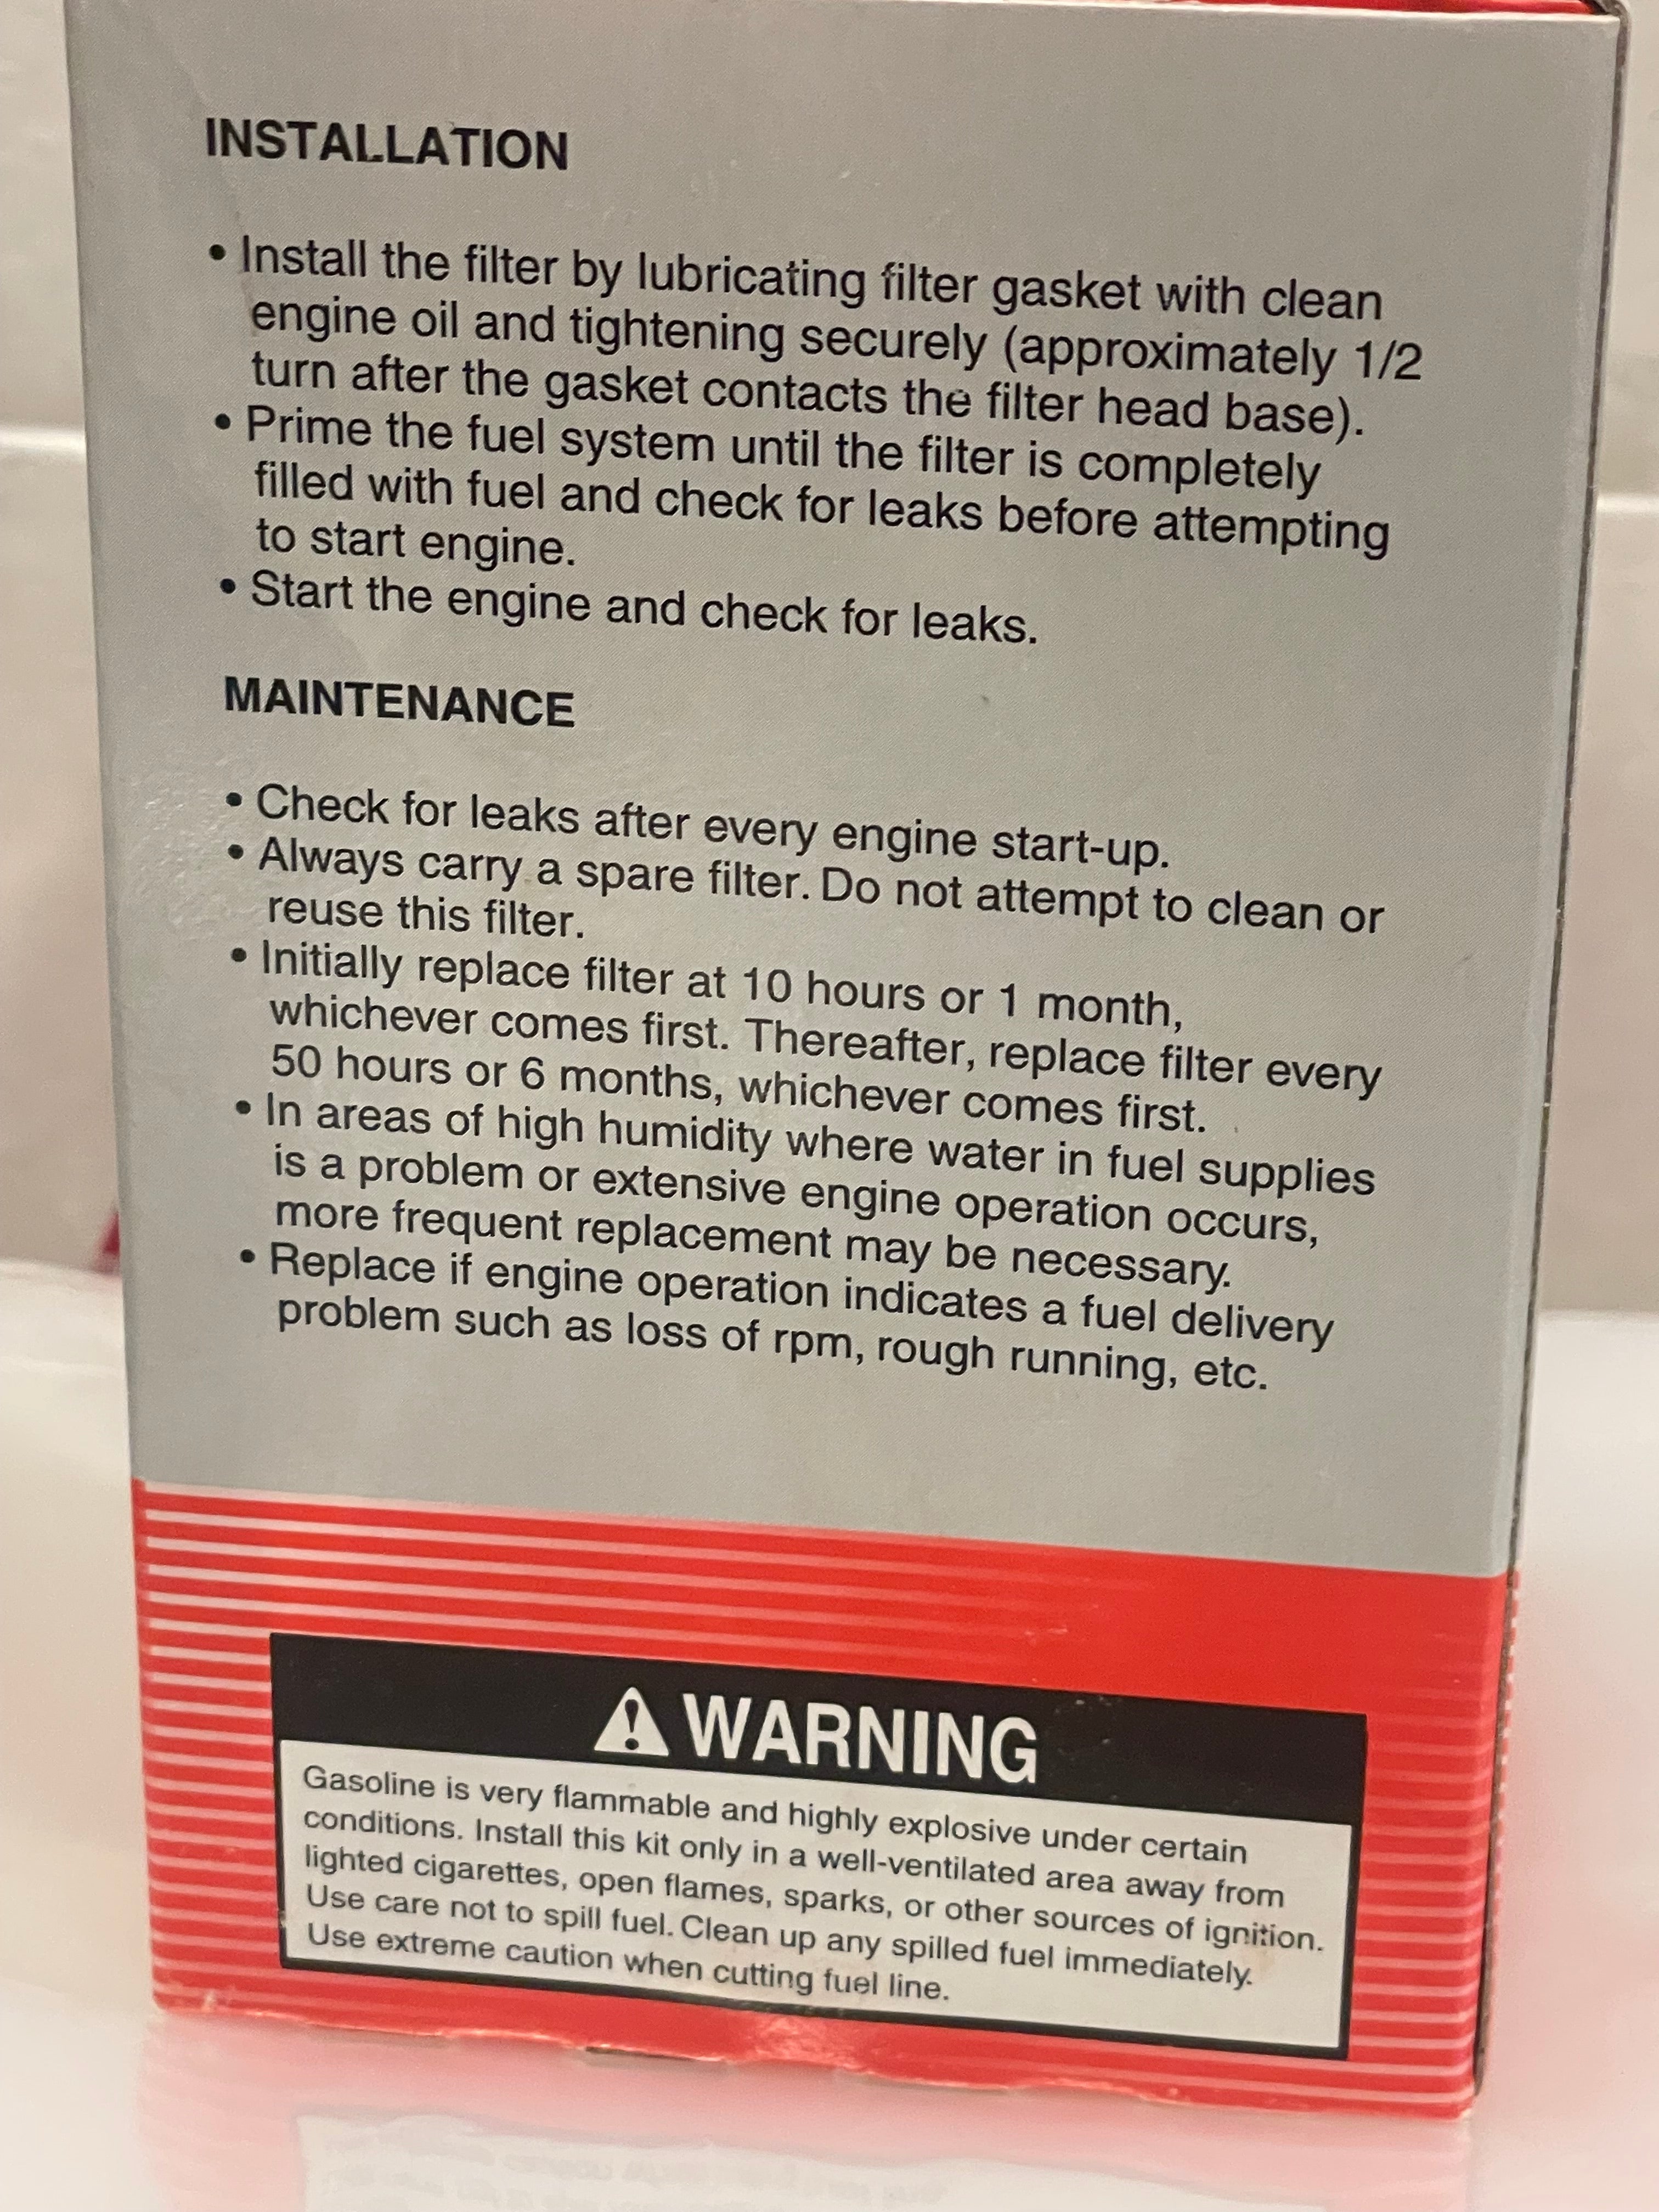 INSTALLATION
• Install the filter by lubricating filter gasket with clean
engine oil and tightening securely (approximately 1/2
turn after the gasket contacts the filter head base).
• Prime the fuel system until the filter is completely
filled with fuel and check for leaks before attempting
to start engine.
• Start the engine and check for leaks.
MAINTENANCE
• Check for leaks after every engine start-up.
• Always carry a spare filter. Do not attempt to clean or
reuse this filter.
• Initially replace filter at 10 hours or 1 month,
whichever comes first. Thereafter, replace filter every
50 hours or 6 months, whichever comes first.
• In areas of high humidity where water in fuel supplies
is a problem or extensive engine operation occurs,
more frequent replacement may be necessary.
• Replace if engine operation indicates a fuel delivery
problem such as loss of rpm, rough running, etc.
WARNING
Gasoline is very flammable and highly explosive under certain
conditions. Install this kit only in a well-ventilated area away from
lighted cigarettes, open flames, sparks, or other sources of ignition.
Use care not to spill fuel. Clean up any spilled fuel immediately.
Use extreme caution when cutting fuel line.